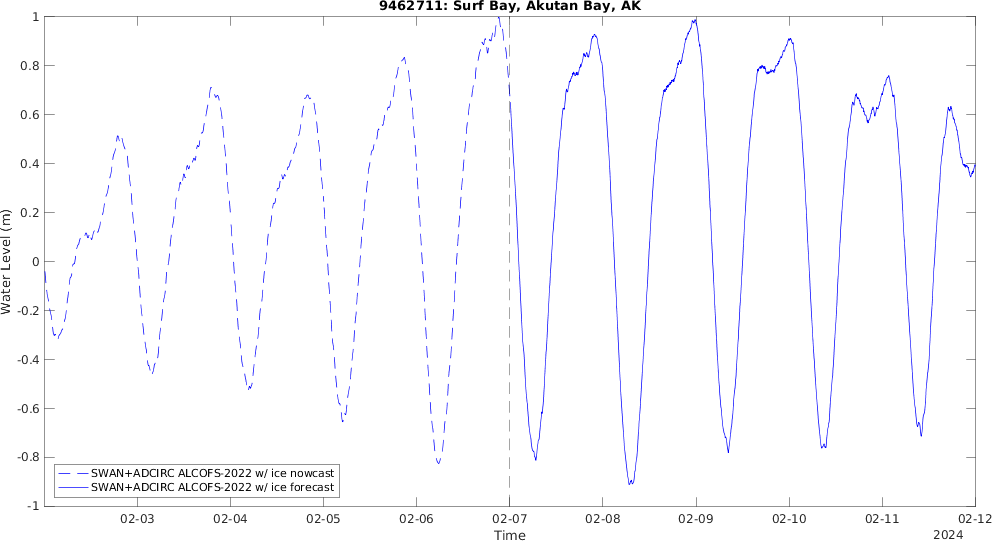 9462711: Surf Bay, Akutan Bay, AK
Water Level (m)
1
0.8
0.6
0.4
0.2
0
-0.2
-0.4
-0.6
-0.8
-1
SWAN+ADCIRC ALCOFS-2022 w/ ice nowcast
SWAN+ADCIRC ALCOFS-2022 w/ ice forecast
02-03 02-04 02-05 02-06 02-07 02-08 02-09 02-10 02-11 02-12
Time
2024